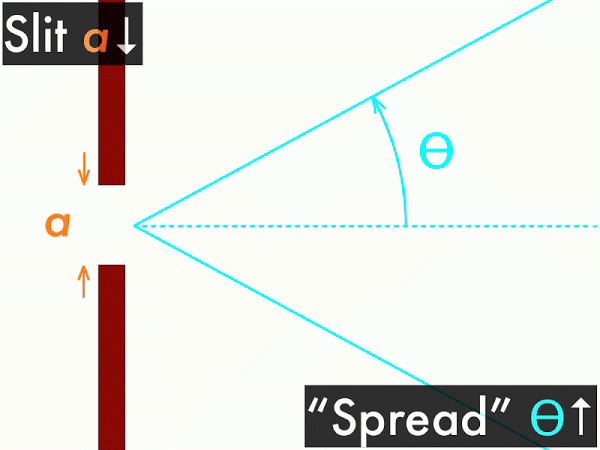 Slit a↓
θ
a
“Spread” θ↑